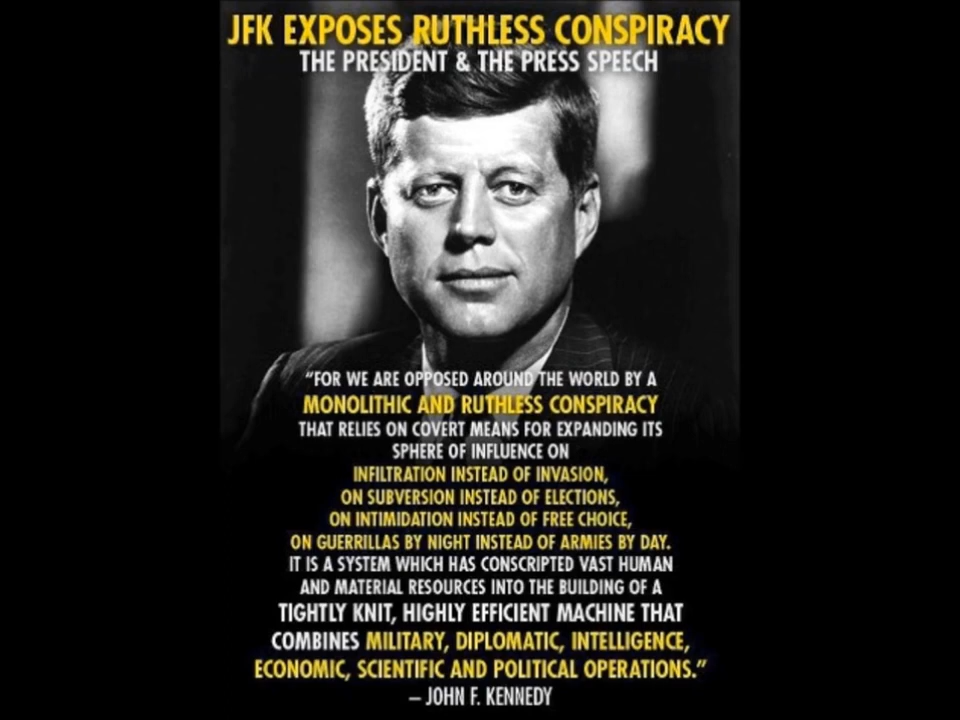 JFK EXPOSES RUTHLESS CONSPIRACY
THE PRESIDENT & THE PRESS SPEECH
"FOR WE ARE OPPOSED AROUND THE WORLD BY A
MONOLITHIC AND RUTHLESS CONSPIRACY
THAT RELIES ON COVERT MEANS FOR EXPANDING ITS
SPHERE OF INFLUENCE ON
INFILTRATION INSTEAD OF INVASION,
ON SUBVERSION INSTEAD OF ELECTIONS,
ON INTIMIDATION INSTEAD OF FREE CHOICE,
ON GUERRILLAS BY NIGHT INSTEAD OF ARMIES BY DAY.
IT IS A SYSTEM WHICH HAS CONSCRIPTED VAST HUMAN
AND MATERIAL RESOURCES INTO THE BUILDING OF A
TIGHTLY KNIT, HIGHLY EFFICIENT MACHINE THAT
COMBINES MILITARY, DIPLOMATIC, INTELLIGENCE,
ECONOMIC, SCIENTIFIC AND POLITICAL OPERATIONS."
– JOHN F. KENNEDY